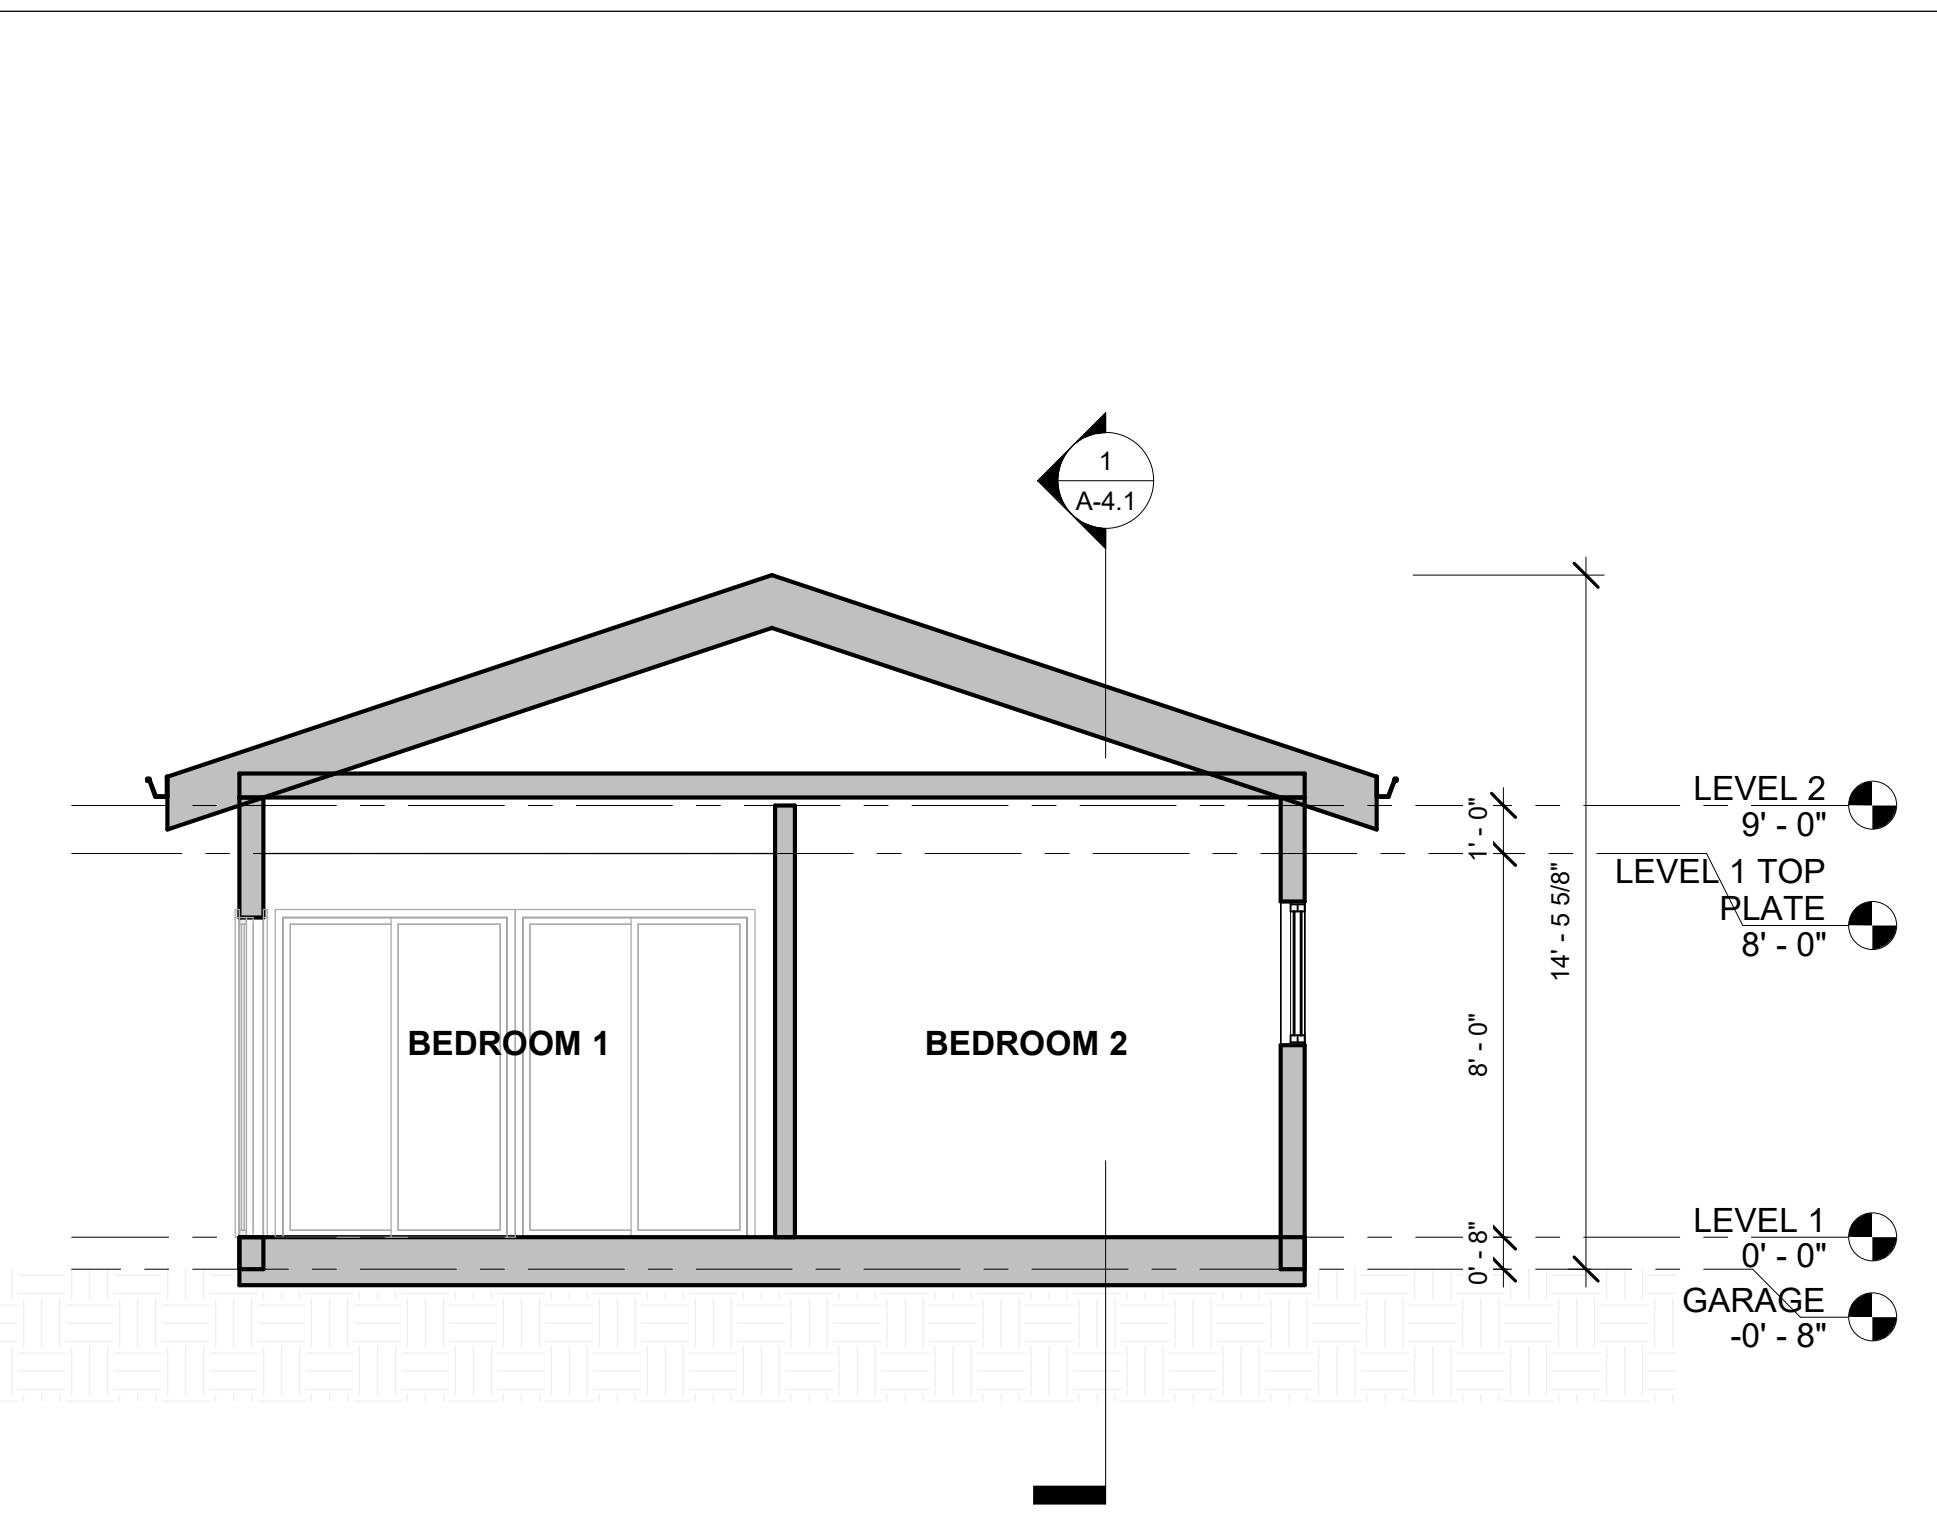 1
A-4.1
LEVEL 2
9' - 0"
1' - 0"
LEVEL 1 TOP
PLATE
8' - 0"
14' - 5 5/8"
8' - 0"
BEDROOM 1
BEDROOM 2
LEVEL 1
0' - 0"
0' - 8"
GARAGE
-0' - 8"